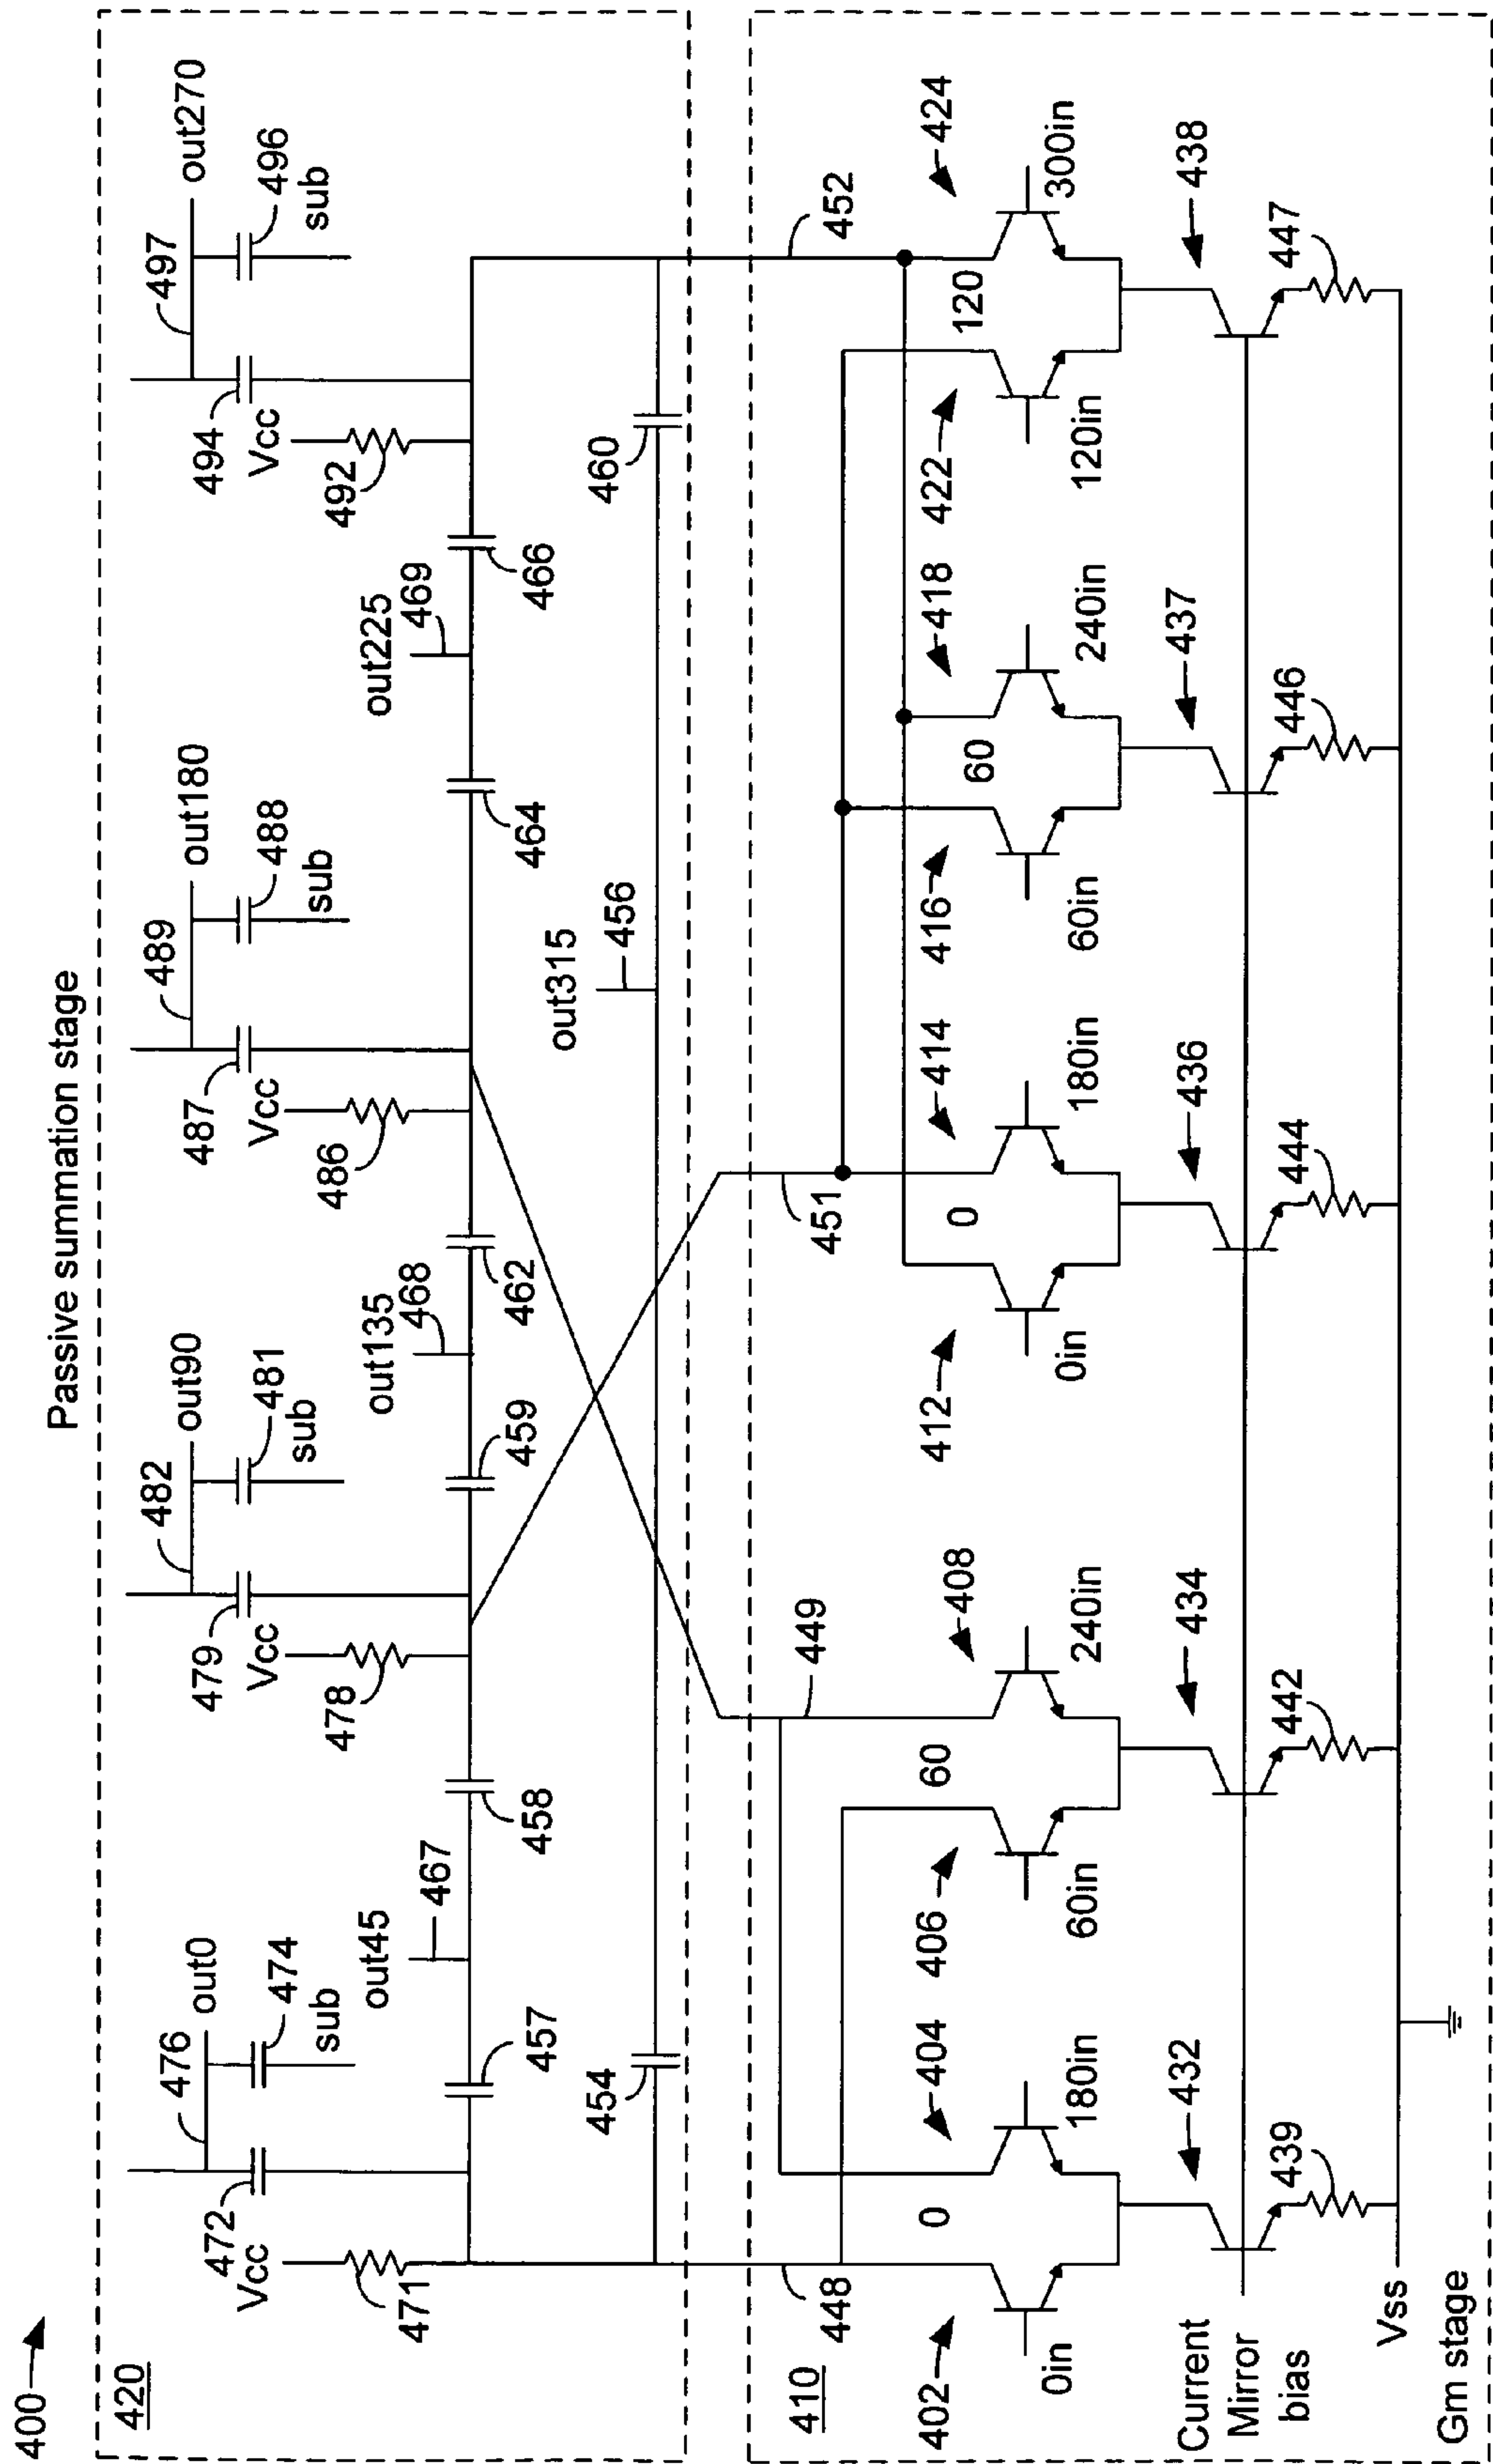 400
Passive summation stage
420
476
out0
472
474
sub
Vcc
471
out45
467
457
458
454
482
out90
479
481
sub
Vcc
478
459
out135
468
462
489
out180
487
488
sub
Vcc
486
464
out315
456
out225
469
466
497
out270
494
496
sub
Vcc
492
460
410
448
449
451
452
402
0in
0
404
180in
406
60in
60
408
240in
412
0in
0
414
180in
416
60in
60
418
240in
422
120in
120
424
300in
Current
Mirror
bias
432
434
436
437
438
439
442
444
446
447
Vss
Gm stage